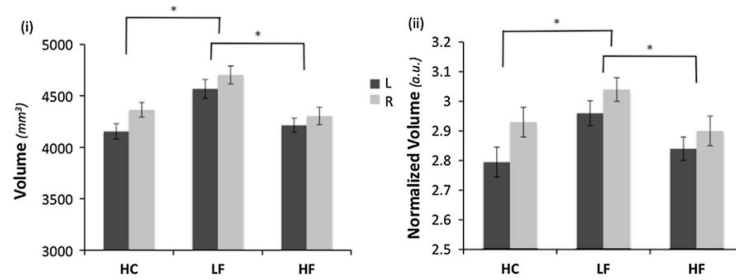 (i)
*
*
Volume (mm³)
5000
4500
4000
3500
3000
HC
LF
HF
L
R
(ii)
*
*
Normalized Volume (a.u.)
3.2
3.1
3
2.9
2.8
2.7
2.6
2.5
HC
LF
HF